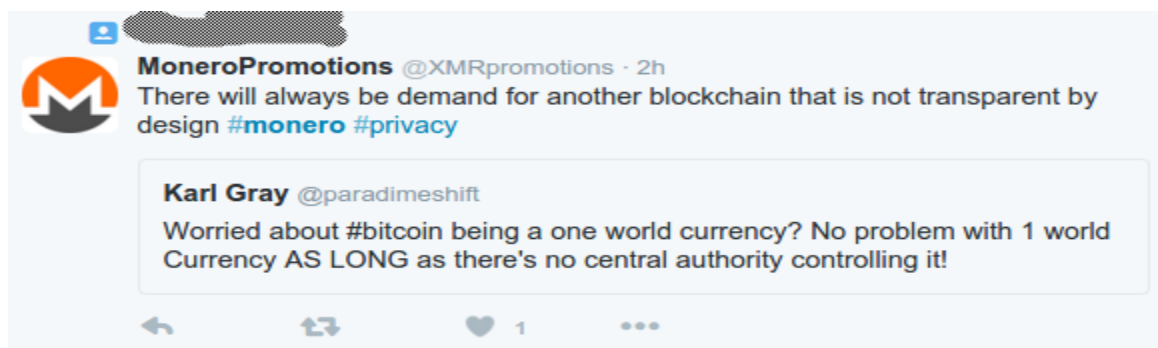 MoneroPromotions @XMRpromotions · 2h
There will always be demand for another blockchain that is not transparent by
design #monero #privacy
Karl Gray @paradimeshift
Worried about #bitcoin being a one world currency? No problem with 1 world
Currency AS LONG as there's no central authority controlling it!
1